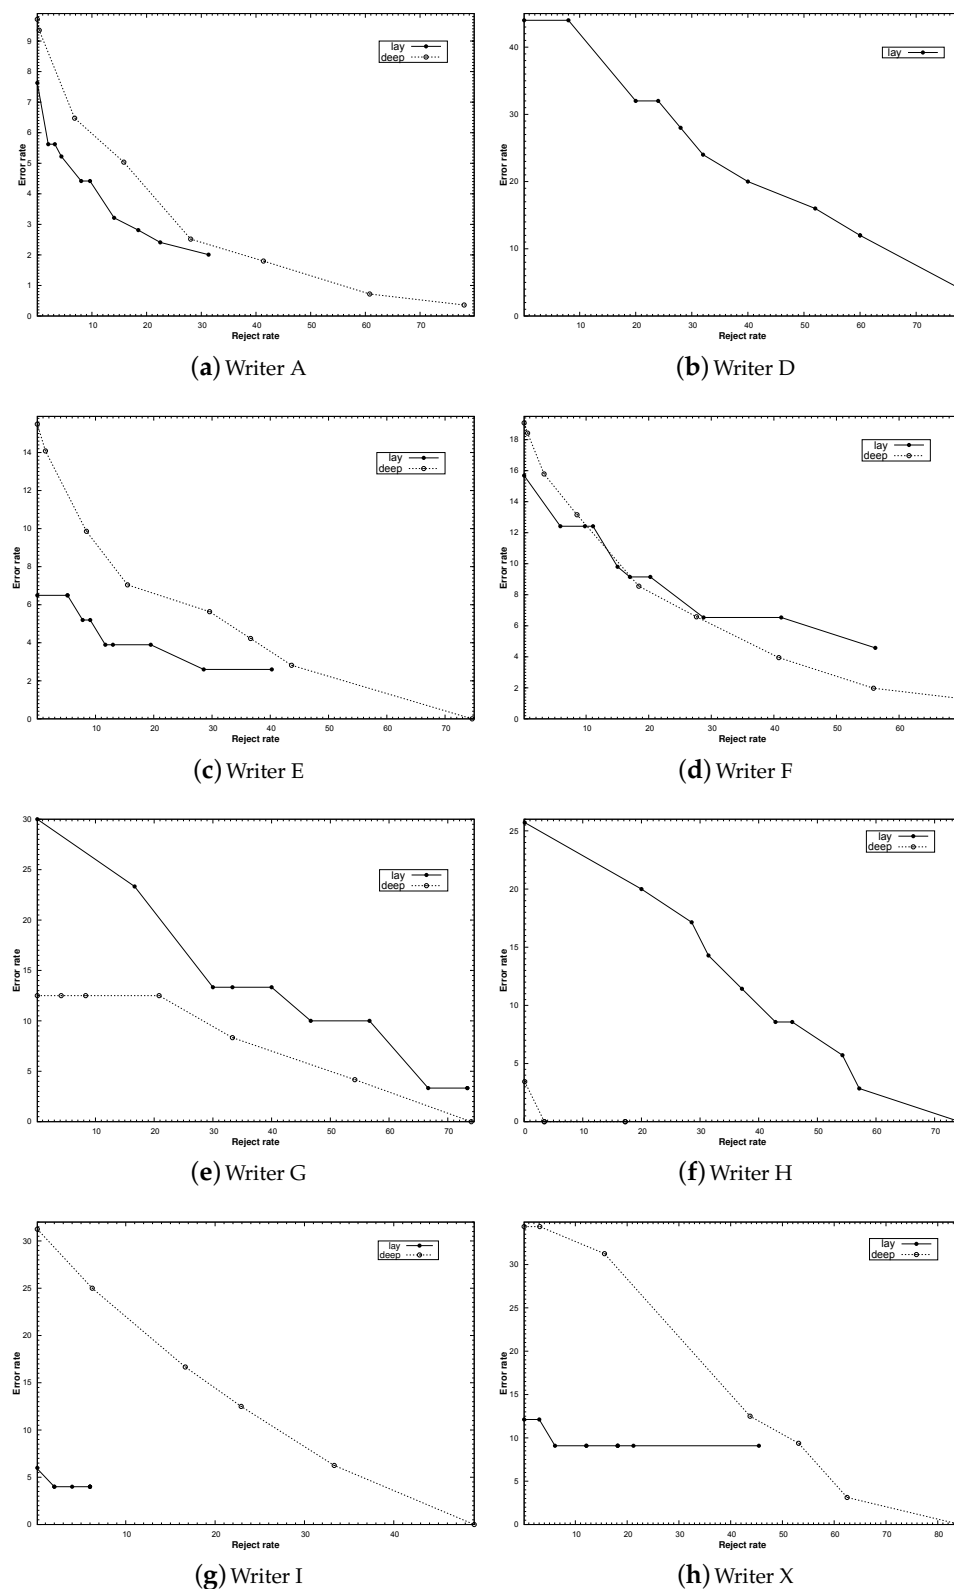 9
8
7
6
5
4
3
2
1
0
Error rate
10 20 30 40 50 60 70
Reject rate
lay
deep
(a) Writer A
40
30
20
10
0
Error rate
10 20 30 40 50 60 70
Reject rate
lay
(b) Writer D
14
12
10
8
6
4
2
0
Error rate
10 20 30 40 50 60 70
Reject rate
lay
deep
(c) Writer E
18
16
14
12
10
8
6
4
2
0
Error rate
10 20 30 40 50 60
Reject rate
lay
deep
(d) Writer F
30
25
20
15
10
5
0
Error rate
10 20 30 40 50 60 70
Reject rate
lay
deep
(e) Writer G
25
20
15
10
5
0
Error rate
0 10 20 30 40 50 60 70
Reject rate
lay
deep
(f) Writer H
30
25
20
15
10
5
0
Error rate
10 20 30 40
Reject rate
lay
deep
(g) Writer I
30
25
20
15
10
5
0
Error rate
10 20 30 40 50 60 70 80
Reject rate
lay
deep
(h) Writer X